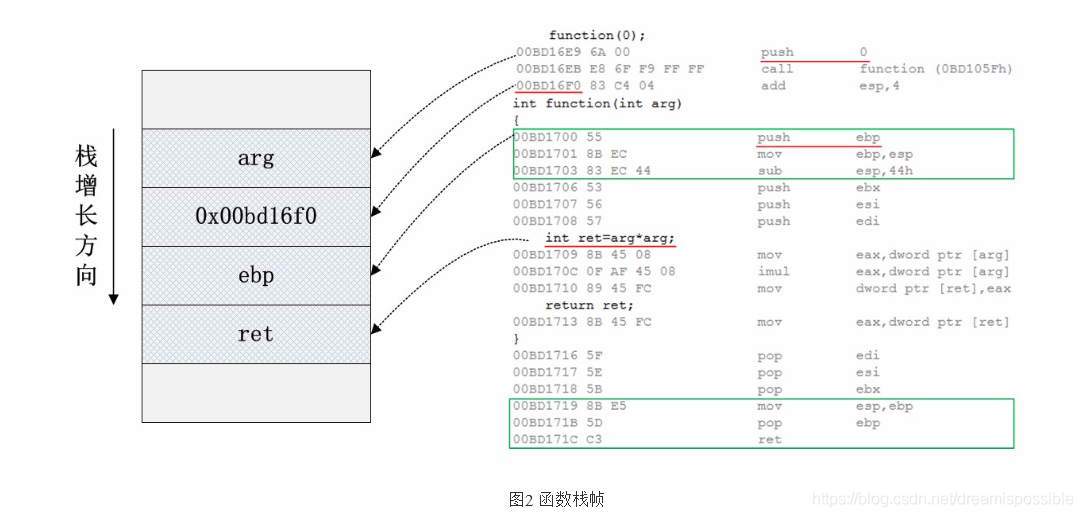 栈增长方向
arg
0x00bd16f0
ebp
ret
function(0);
00BD16E9 6A 00 push 0
00BD16EB E8 6F F9 FF FF call function (0BD105Fh)
00BD16F0 83 C4 04 add esp,4
int function(int arg)
{
00BD1700 55 push ebp
00BD1701 8B EC mov ebp,esp
00BD1703 83 EC 44 sub esp,44h
00BD1706 53 push ebx
00BD1707 56 push esi
00BD1708 57 push edi
int ret=arg*arg;
00BD1709 8B 45 08 mov eax,dword ptr [arg]
00BD170C 0F AF 45 08 imul eax,dword ptr [arg]
00BD1710 89 45 FC mov dword ptr [ret],eax
return ret;
00BD1713 8B 45 FC mov eax,dword ptr [ret]
}
00BD1716 5F pop edi
00BD1717 5E pop esi
00BD1718 5B pop ebx
00BD1719 8B E5 mov esp,ebp
00BD171B 5D pop ebp
00BD171C C3 ret
图2 函数栈帧
https://blog.csdn.net/dreamispossible